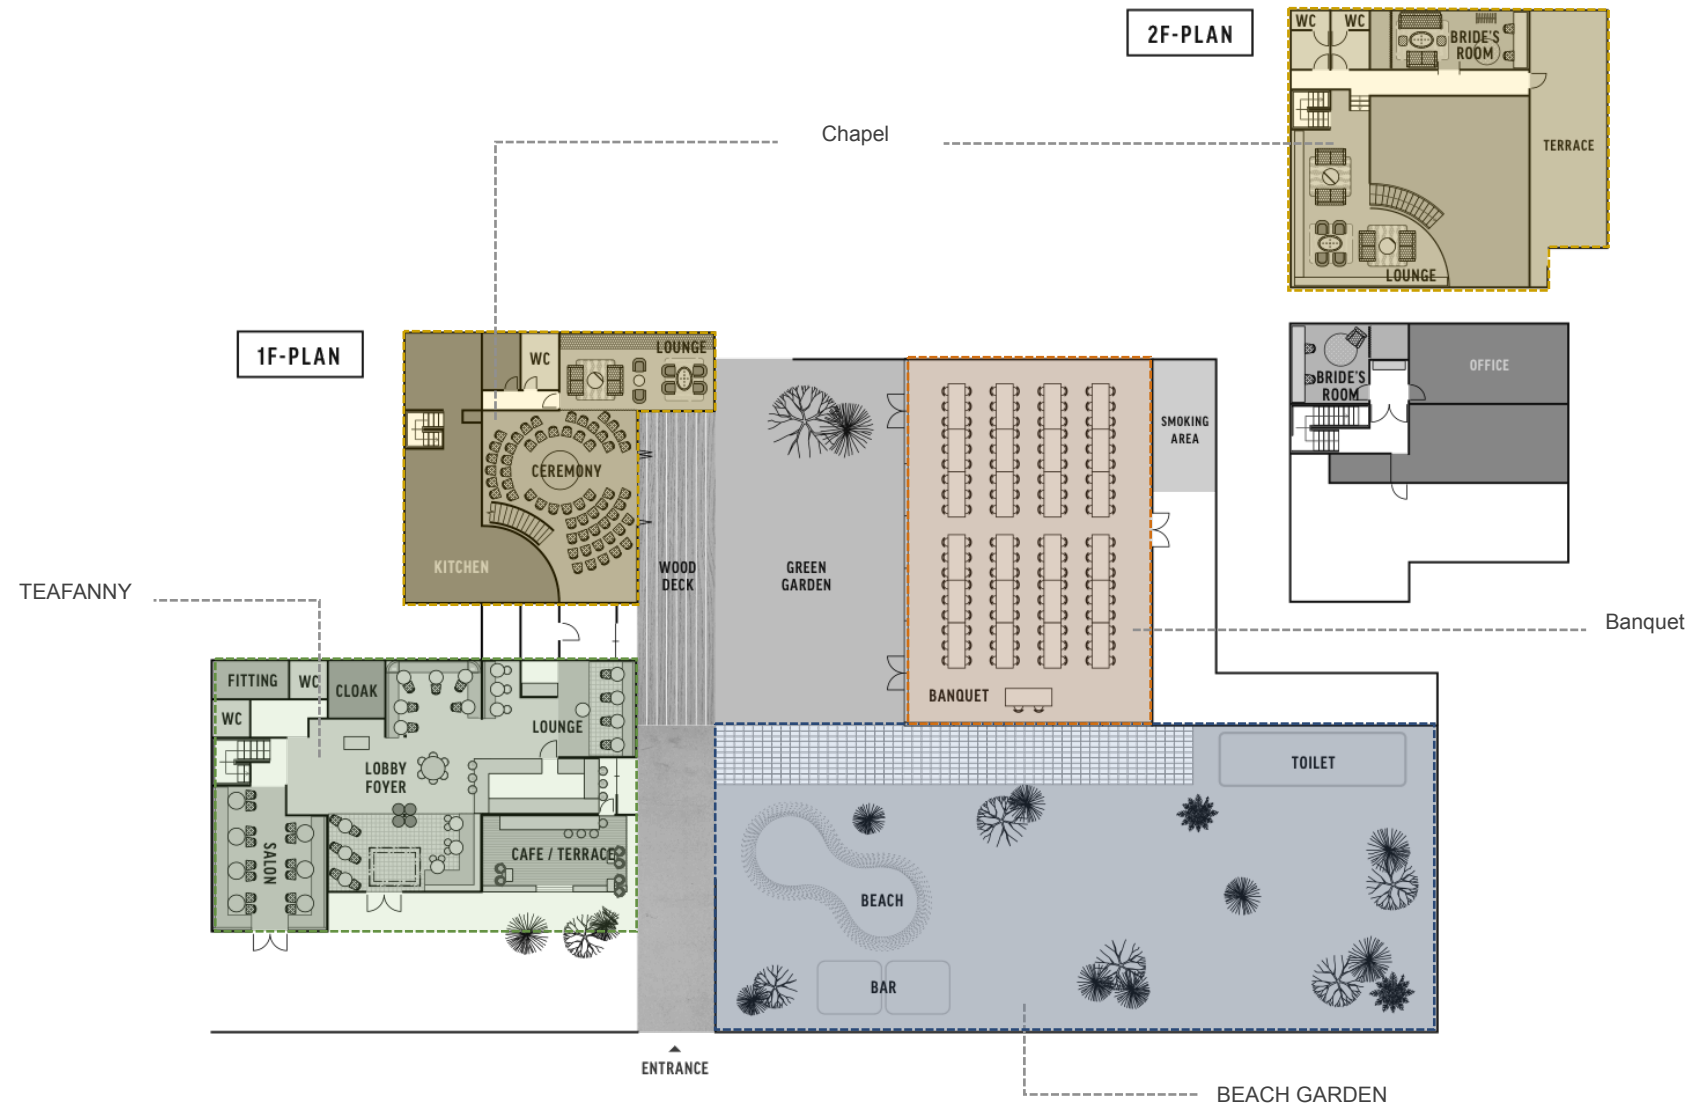 2F-PLAN
WC
WC
BRIDE'S
ROOM
TERRACE
LOUNGE
Chapel
1F-PLAN
WC
LOUNGE
CEREMONY
KITCHEN
WOOD
DECK
GREEN
GARDEN
SMOKING
AREA
BRIDE'S
ROOM
OFFICE
TEAFANNY
Banquet
BANQUET
FITTING
WC
CLOAK
WC
LOUNGE
LOBBY
FOYER
SALON
CAFE / TERRACE
TOILET
BEACH
BAR
ENTRANCE
BEACH GARDEN